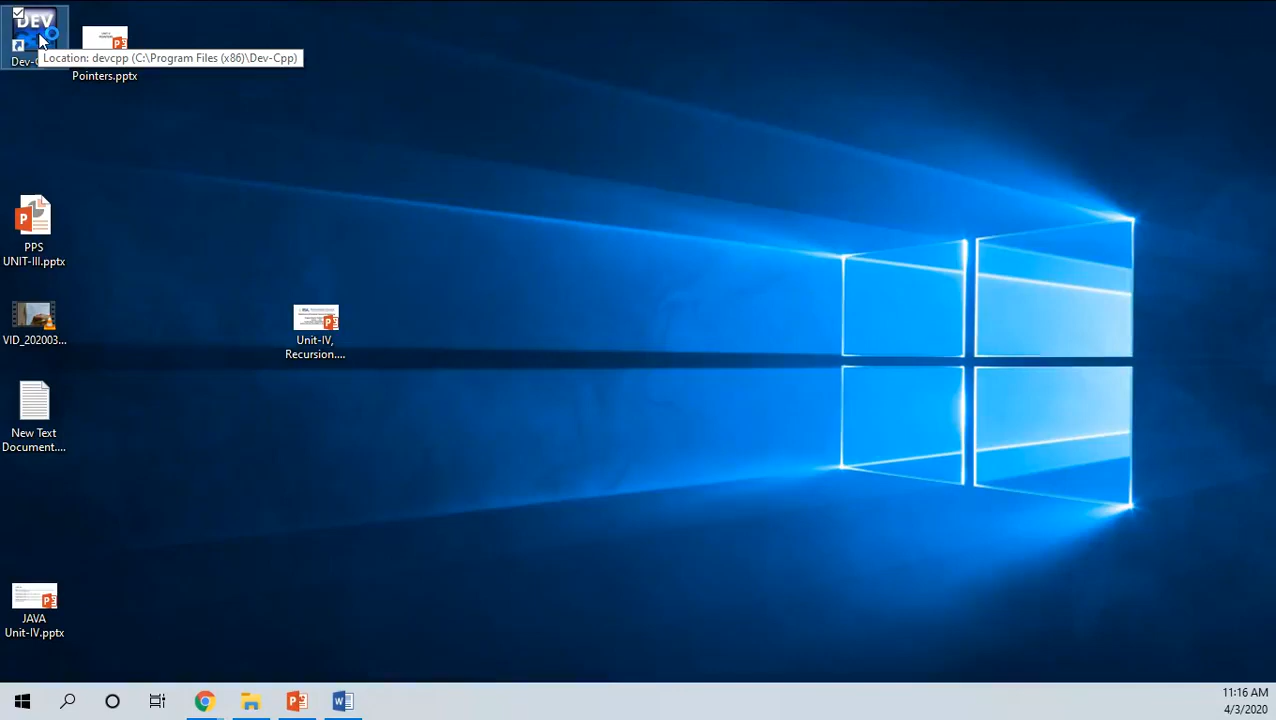 DEV
Dev-C
Location: devcpp (C:\Program Files (x86)\Dev-Cpp)
Pointers.pptx
PPS
UNIT-III.pptx
VID_202003...
Unit-IV,
Recursion....
New Text
Document....
JAVA
Unit-IV.pptx
11:16 AM
4/3/2020